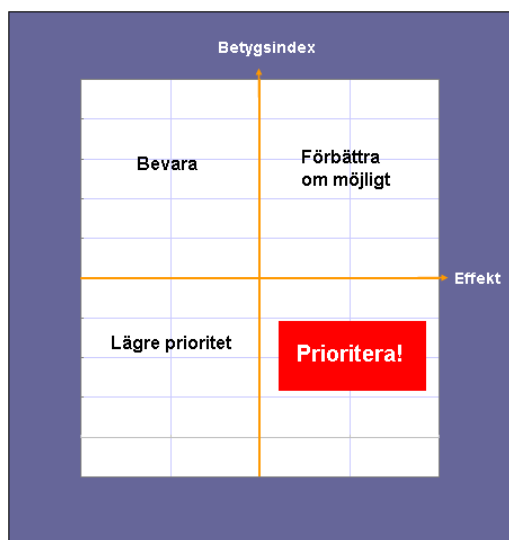 Betygsindex
Bevara
Förbättra
om möjligt
Effekt
Lägre prioritet
Prioritera!